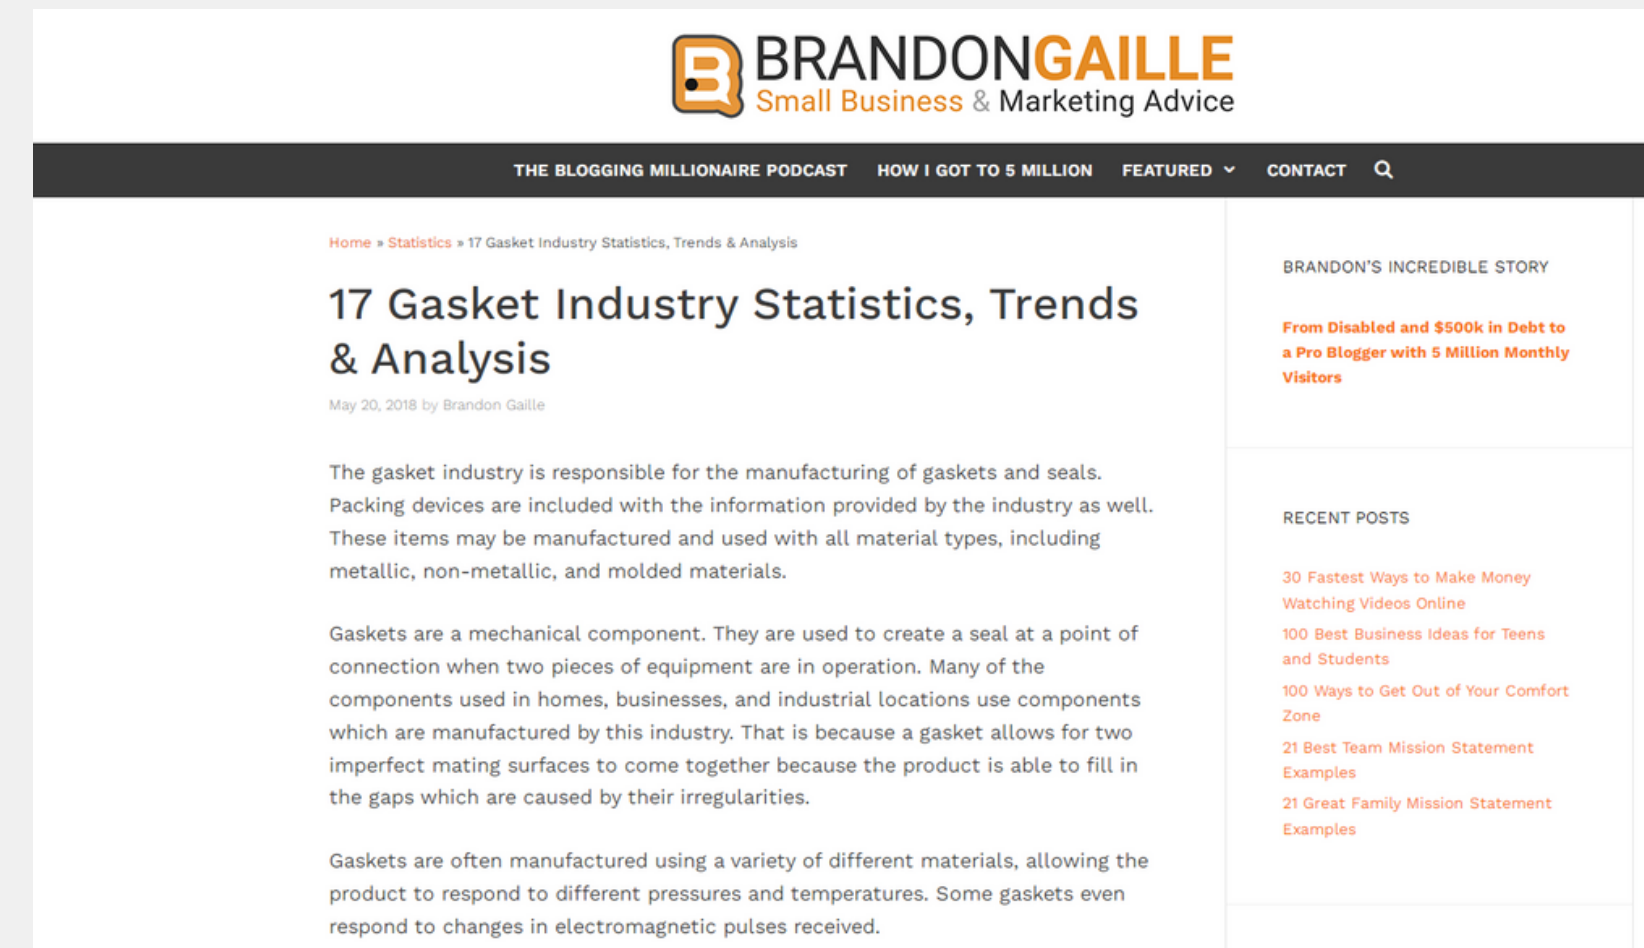 BRANDONGAILLE
Small Business & Marketing Advice
THE BLOGGING MILLIONAIRE PODCAST HOW I GOT TO 5 MILLION FEATURED CONTACT
Home » Statistics » 17 Gasket Industry Statistics, Trends & Analysis
17 Gasket Industry Statistics, Trends
& Analysis
May 20, 2018 by Brandon Gaille
The gasket industry is responsible for the manufacturing of gaskets and seals.
Packing devices are included with the information provided by the industry as well.
These items may be manufactured and used with all material types, including
metallic, non-metallic, and molded materials.
Gaskets are a mechanical component. They are used to create a seal at a point of
connection when two pieces of equipment are in operation. Many of the
components used in homes, businesses, and industrial locations use components
which are manufactured by this industry. That is because a gasket allows for two
imperfect mating surfaces to come together because the product is able to fill in
the gaps which are caused by their irregularities.
Gaskets are often manufactured using a variety of different materials, allowing the
product to respond to different pressures and temperatures. Some gaskets even
respond to changes in electromagnetic pulses received.
BRANDON'S INCREDIBLE STORY
From Disabled and $500k in Debt to
a Pro Blogger with 5 Million Monthly
Visitors
RECENT POSTS
30 Fastest Ways to Make Money
Watching Videos Online
100 Best Business Ideas for Teens
and Students
100 Ways to Get Out of Your Comfort
Zone
21 Best Team Mission Statement
Examples
21 Great Family Mission Statement
Examples